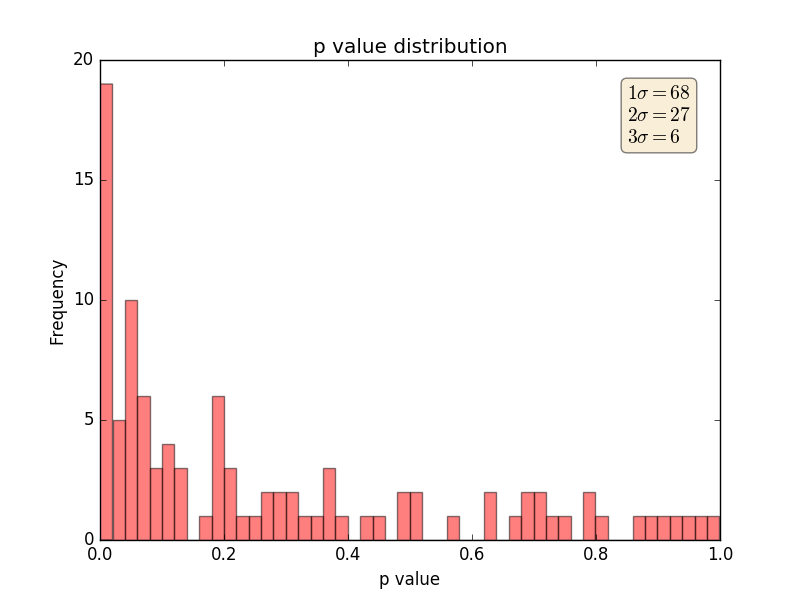 p value distribution
1σ = 68
2σ = 27
3σ = 6
20
15
10
5
0
Frequency
0.0 0.2 0.4 0.6 0.8 1.0
p value